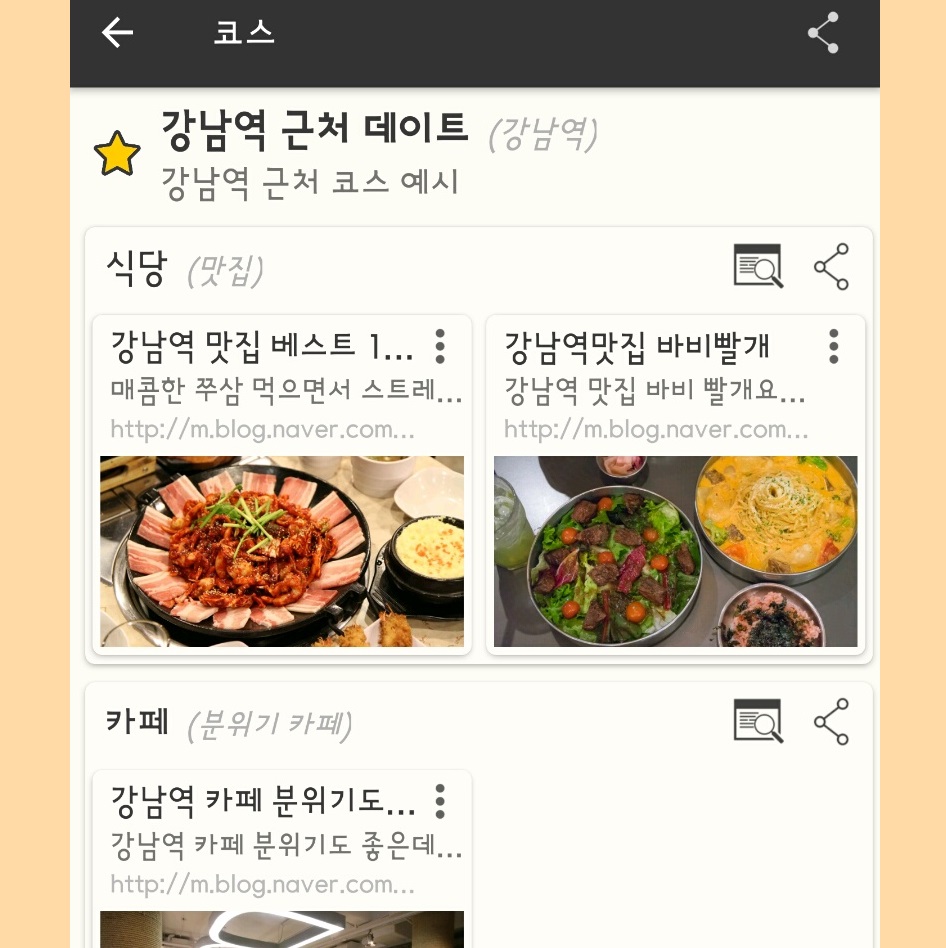 코스
강남역 근처 데이트 (강남역)
강남역 근처 코스 예시
식당 (맛집)
강남역 맛집 베스트 1...
매콤한 쭈삼 먹으면서 스트레...
http://m.blog.naver.com...
강남역맛집 바비빨개
강남역 맛집 바비 빨개요...
http://m.blog.naver.com...
카페 (분위기 카페)
강남역 카페 분위기도...
강남역 카페 분위기도 좋은데...
http://m.blog.naver.com...